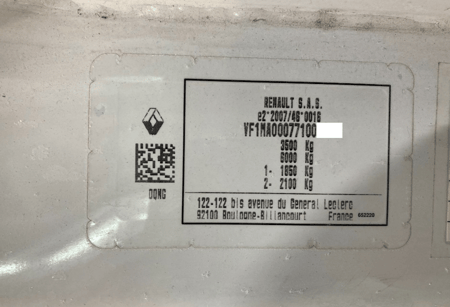 RENAULT S.A.S.
e2*2007/46*0016
VF1MA00077100
3500 Kg
6000 Kg
1- 1850 Kg
2- 2100 Kg
DQNG
122-122 bis avenue du General Leclerc
92100 Boulogne-Billancourt France